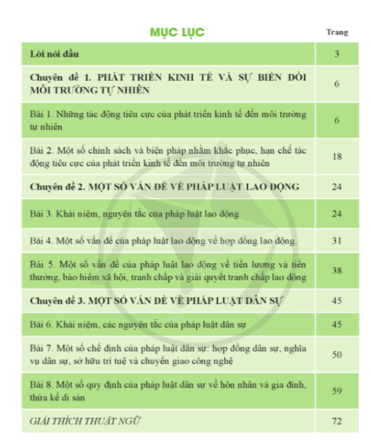 MỤC LỤC
Trang
Lời nói đầu 3
Chuyên đề 1. PHÁT TRIỂN KINH TẾ VÀ SỰ BIẾN ĐỔI
MÔI TRƯỜNG TỰ NHIÊN 6
Bài 1. Những tác động tiêu cực của phát triển kinh tế đến môi trường
tự nhiên 6
Bài 2. Một số chính sách và biện pháp nhằm khắc phục, hạn chế tác
động tiêu cực của phát triển kinh tế đến môi trường tự nhiên 18
Chuyên đề 2. MỘT SỐ VẤN ĐỀ VỀ PHÁP LUẬT LAO ĐỘNG 24
Bài 3. Khái niệm, nguyên tắc của pháp luật lao động 24
Bài 4. Một số vấn đề của pháp luật lao động về hợp đồng lao động 31
Bài 5. Một số vấn đề của pháp luật lao động về tiền lương và tiền
thưởng, bảo hiểm xã hội, tranh chấp và giải quyết tranh chấp lao động 38
Chuyên đề 3. MỘT SỐ VẤN ĐỀ VỀ PHÁP LUẬT DÂN SỰ 45
Bài 6. Khái niệm, các nguyên tắc của pháp luật dân sự 45
Bài 7. Một số chế định của pháp luật dân sự: hợp đồng dân sự, nghĩa
vụ dân sự, sở hữu trí tuệ và chuyển giao công nghệ 50
Bài 8. Một số quy định của pháp luật dân sự về hôn nhân và gia đình,
thừa kế di sản 59
GIẢI THÍCH THUẬT NGỮ 72